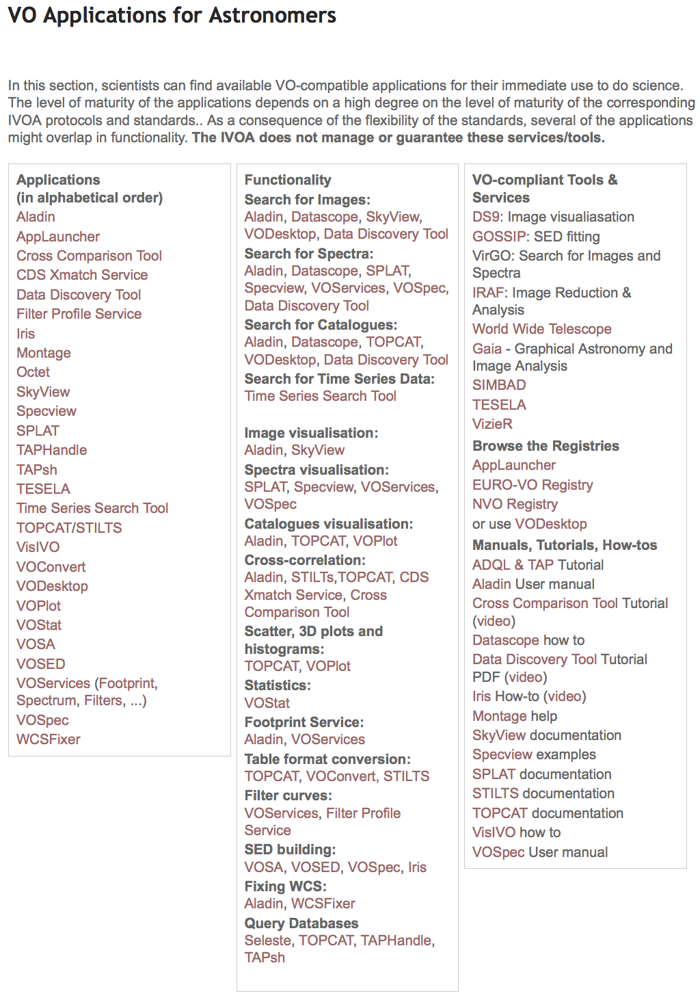 VO Applications for Astronomers
In this section, scientists can find available VO-compatible applications for their immediate use to do science.
The level of maturity of the applications depends on a high degree on the level of maturity of the corresponding
IVOA protocols and standards.. As a consequence of the flexibility of the standards, several of the applications
might overlap in functionality. The IVOA does not manage or guarantee these services/tools.
Applications
(in alphabetical order)
Aladin
AppLauncher
Cross Comparison Tool
CDS Xmatch Service
Data Discovery Tool
Filter Profile Service
Iris
Montage
Octet
SkyView
Specview
SPLAT
TAPHandle
TAPsh
TESELA
Time Series Search Tool
TOPCAT/STILTS
VisIVO
VOConvert
VODesktop
VOPlot
VOStat
VOSA
VOSED
VOServices (Footprint,
Spectrum, Filters, ...)
VOSpec
WCSFixer
Functionality
Search for Images:
Aladin, Datascope, SkyView,
VODesktop, Data Discovery Tool
Search for Spectra:
Aladin, Datascope, SPLAT,
Specview, VOServices, VOSpec,
Data Discovery Tool
Search for Catalogues:
Aladin, Datascope, TOPCAT,
VODesktop, Data Discovery Tool
Search for Time Series Data:
Time Series Search Tool
Image visualisation:
Aladin, SkyView
Spectra visualisation:
SPLAT, Specview, VOServices,
VOSpec
Catalogues visualisation:
Aladin, TOPCAT, VOPlot
Cross-correlation:
Aladin, STILTs,TOPCAT, CDS
Xmatch Service, Cross
Comparison Tool
Scatter, 3D plots and
histograms:
TOPCAT, VOPlot
Statistics:
VOStat
Footprint Service:
Aladin, VOServices
Table format conversion:
TOPCAT, VOConvert, STILTS
Filter curves:
VOServices, Filter Profile
Service
SED building:
VOSA, VOSED, VOSpec, Iris
Fixing WCS:
Aladin, WCSFixer
Query Databases
Seleste, TOPCAT, TAPHandle,
TAPsh
VO-compliant Tools &
Services
DS9: Image visualiasation
GOSSIP: SED fitting
VirGO: Search for Images and
Spectra
IRAF: Image Reduction &
Analysis
World Wide Telescope
Gaia - Graphical Astronomy and
Image Analysis
SIMBAD
TESELA
VizieR
Browse the Registries
AppLauncher
EURO-VO Registry
NVO Registry
or use VODesktop
Manuals, Tutorials, How-tos
ADQL & TAP Tutorial
Aladin User manual
Cross Comparison Tool Tutorial
(video)
Datascope how to
Data Discovery Tool Tutorial
PDF (video)
Iris How-to (video)
Montage help
SkyView documentation
Specview examples
SPLAT documentation
STILTS documentation
TOPCAT documentation
VisIVO how to
VOSpec User manual